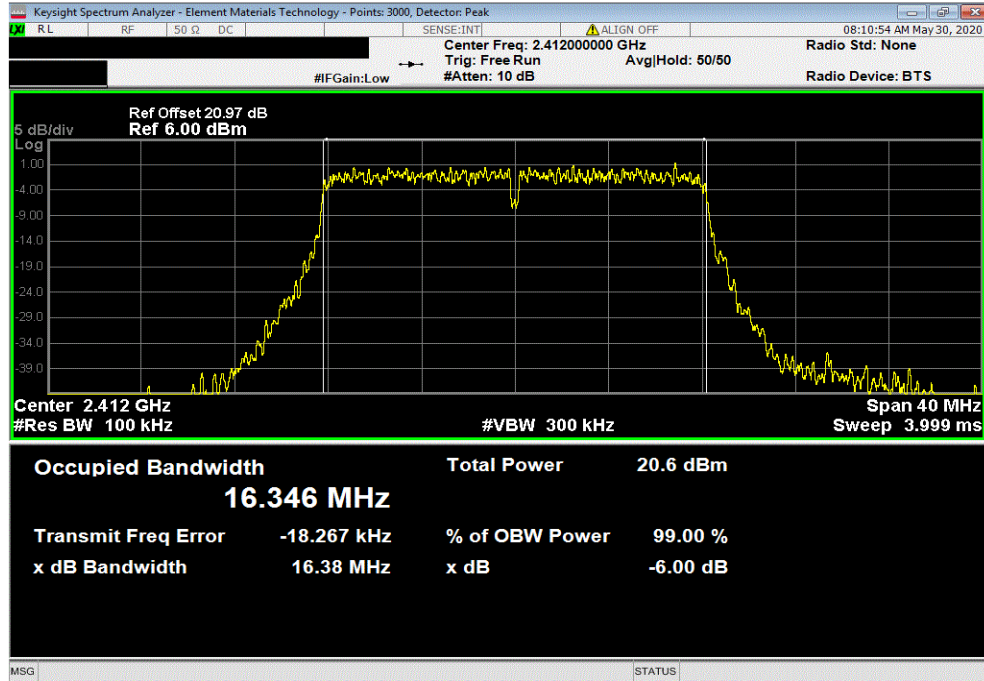 Keysight Spectrum Analyzer - Element Materials Technology - Points: 3000, Detector: Peak
LXI RL RF 50 Ω DC SENSE:INT ALIGN OFF 08:10:54 AM May 30, 2020
Center Freq: 2.412000000 GHz Radio Std: None
Trig: Free Run Avg|Hold: 50/50
#IFGain:Low #Atten: 10 dB Radio Device: BTS
Ref Offset 20.97 dB
5 dB/div Ref 6.00 dBm
Log
1.00
-4.00
-9.00
-14.0
-19.0
-24.0
-29.0
-34.0
-39.0
Center 2.412 GHz Span 40 MHz
#Res BW 100 kHz #VBW 300 kHz Sweep 3.999 ms
Occupied Bandwidth Total Power 20.6 dBm
16.346 MHz
Transmit Freq Error -18.267 kHz % of OBW Power 99.00 %
x dB Bandwidth 16.38 MHz x dB -6.00 dB
MSG STATUS